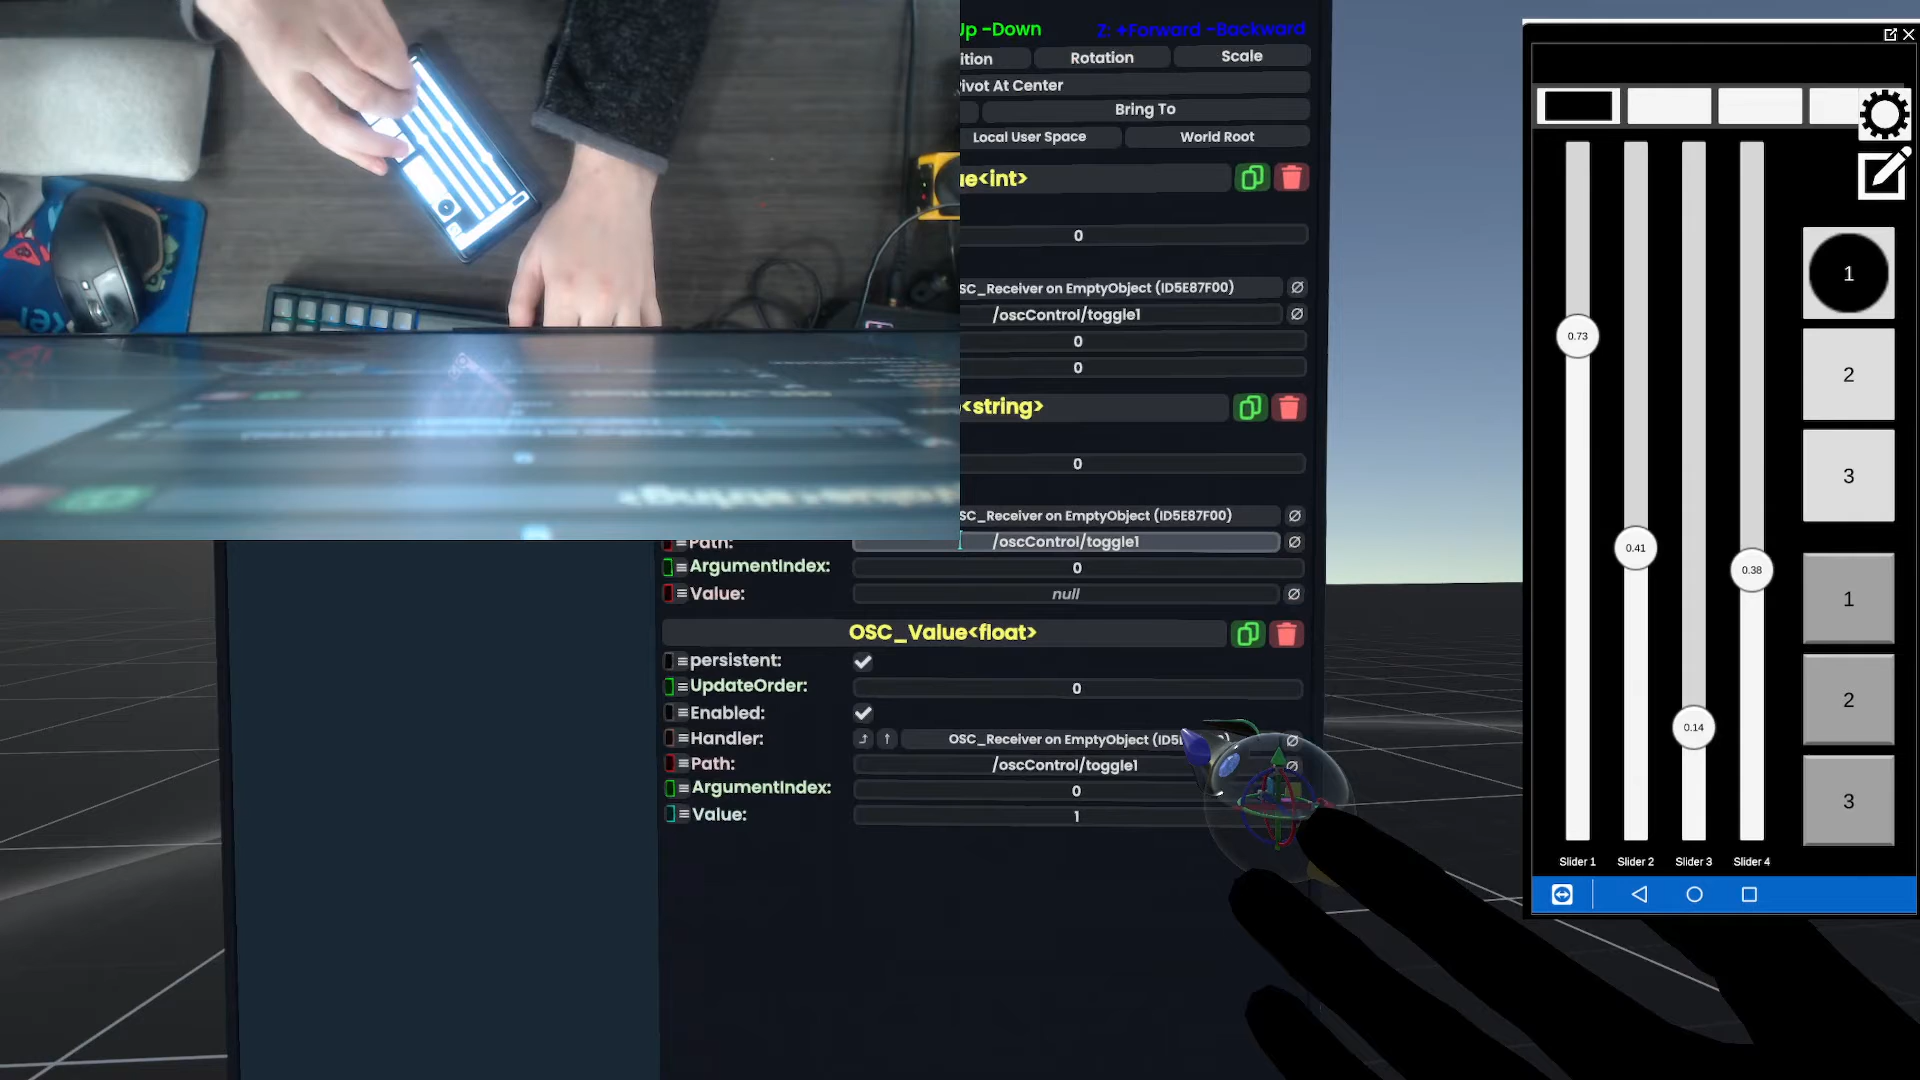 Up -Down
Z: +Forward -Backward
ition
Rotation
Scale
ivot At Center
Bring To
Local User Space
World Root
ue<int>
0
SC_Receiver on EmptyObject (ID5E87F00)
/oscControl/toggle1
0
0
<string>
0
SC_Receiver on EmptyObject (ID5E87F00)
Path:
/oscControl/toggle1
ArgumentIndex:
0
Value:
null
OSC_Value<float>
persistent:
UpdateOrder:
0
Enabled:
Handler:
OSC_Receiver on EmptyObject (ID5
Path:
/oscControl/toggle1
ArgumentIndex:
0
Value:
1
0.73
0.41
0.14
0.38
1
2
3
1
2
3
Slider 1
Slider 2
Slider 3
Slider 4